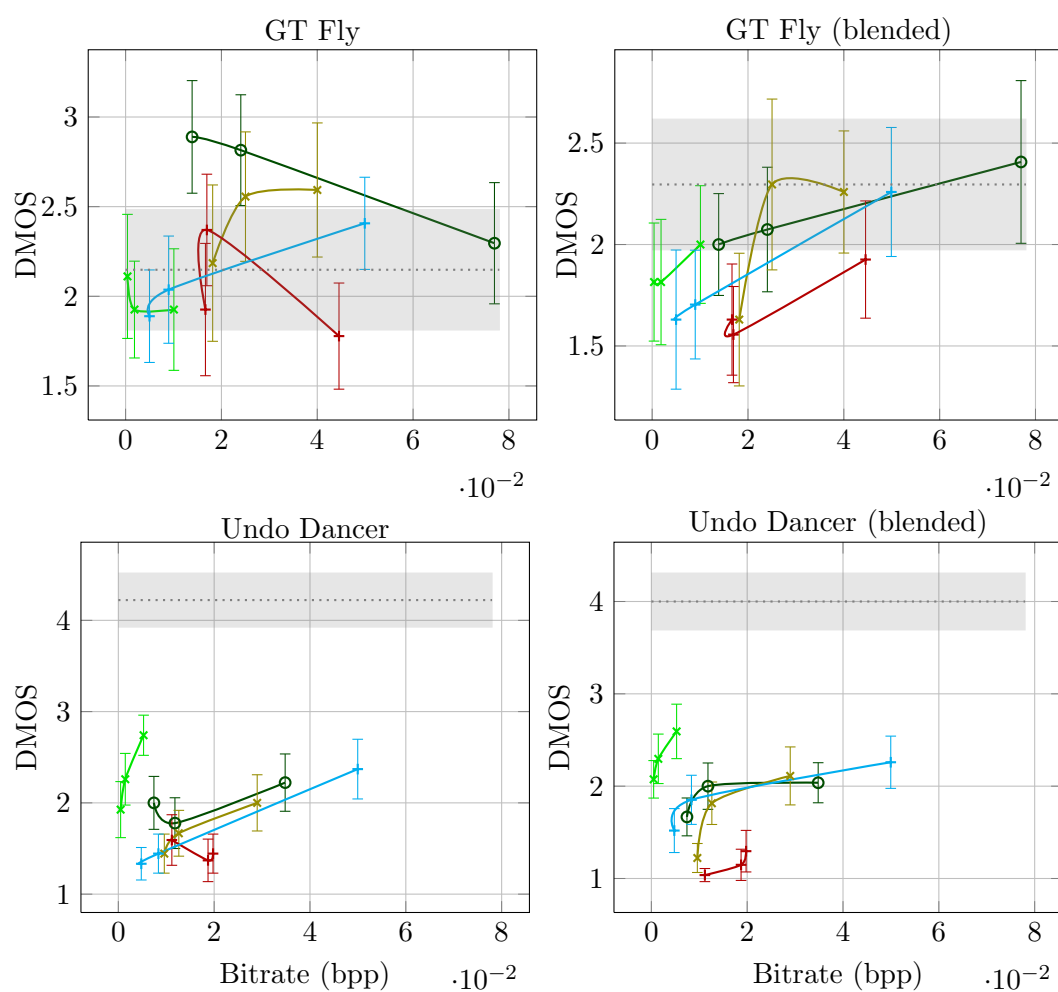 GT Fly
GT Fly (blended)
3
2.5
2
1.5
DMOS
0 2 4 6 8
·10−2
2.5
2
1.5
DMOS
0 2 4 6 8
·10−2
Undo Dancer
Undo Dancer (blended)
4
3
2
1
DMOS
0 2 4 6 8
Bitrate (bpp)
·10−2
4
3
2
1
DMOS
0 2 4 6 8
Bitrate (bpp)
·10−2